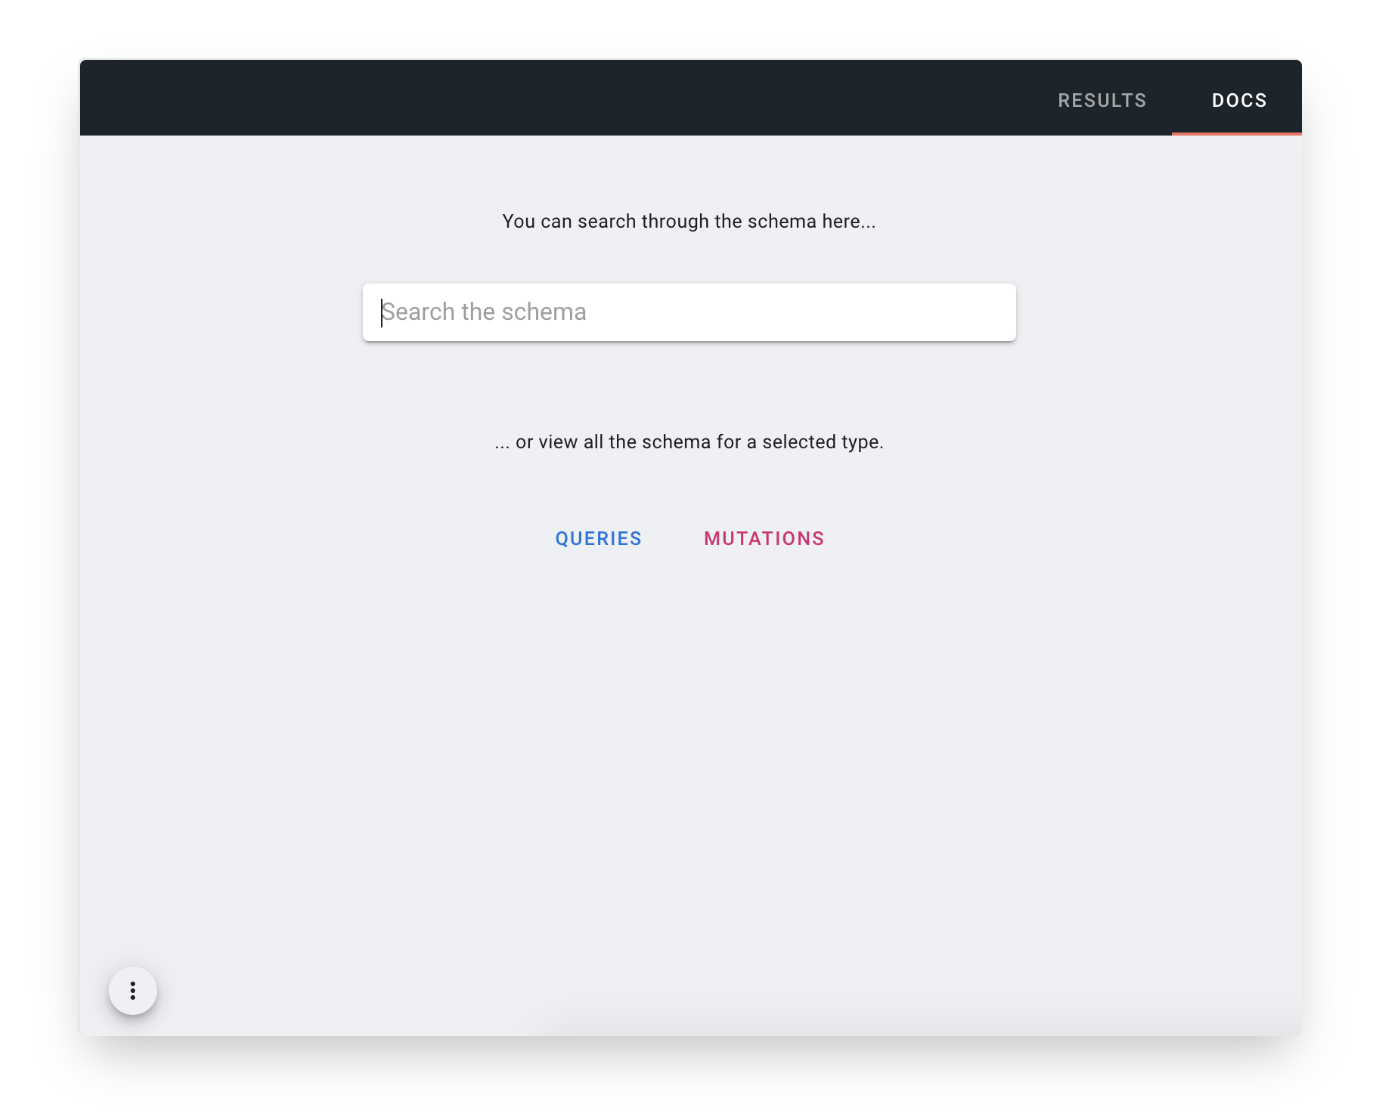 RESULTS DOCS
You can search through the schema here...
Search the schema
... or view all the schema for a selected type.
QUERIES MUTATIONS